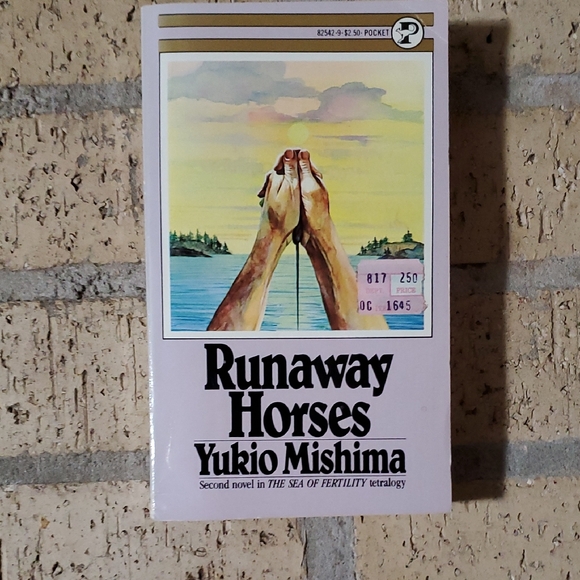 82542-9·$2.50·POCKET
P
817 250
PRICE
OC 1645
Runaway
Horses
Yukio Mishima
Second novel in THE SEA OF FERTILITY tetralogy